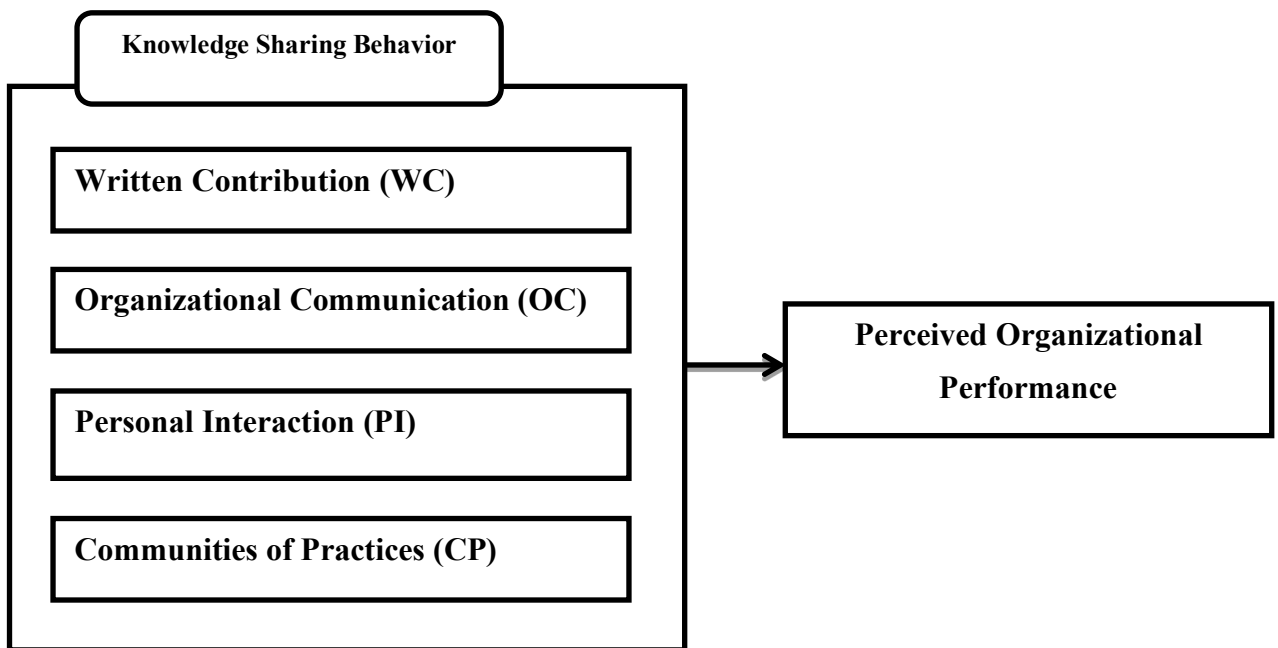 Knowledge Sharing Behavior
Written Contribution (WC)
Organizational Communication (OC)
Personal Interaction (PI)
Communities of Practices (CP)
Perceived Organizational
Performance